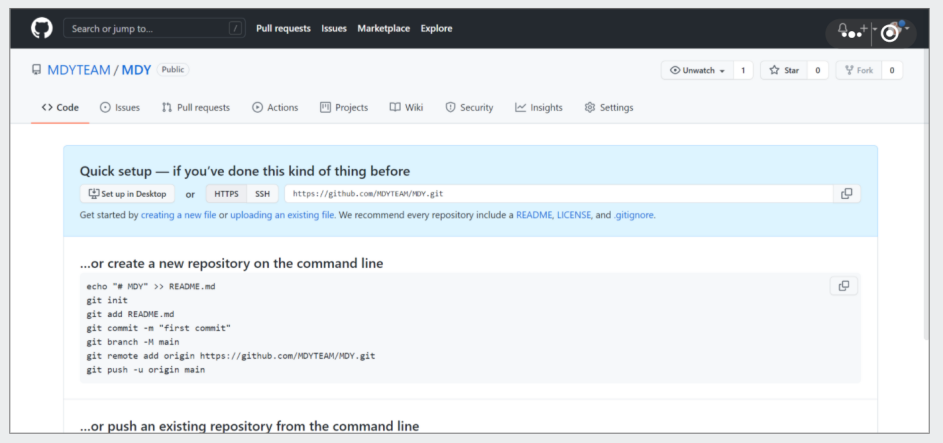 Search or jump to... /
Pull requests Issues Marketplace Explore
MDYTEAM / MDY Public
Unwatch 1 Star 0 Fork 0
Code Issues Pull requests Actions Projects Wiki Security Insights Settings
Quick setup — if you've done this kind of thing before
Set up in Desktop or HTTPS SSH https://github.com/MDYTEAM/MDY.git
Get started by creating a new file or uploading an existing file. We recommend every repository include a README, LICENSE, and .gitignore.
...or create a new repository on the command line
echo "# MDY" >> README.md
git init
git add README.md
git commit -m "first commit"
git branch -M main
git remote add origin https://github.com/MDYTEAM/MDY.git
git push -u origin main
...or push an existing repository from the command line